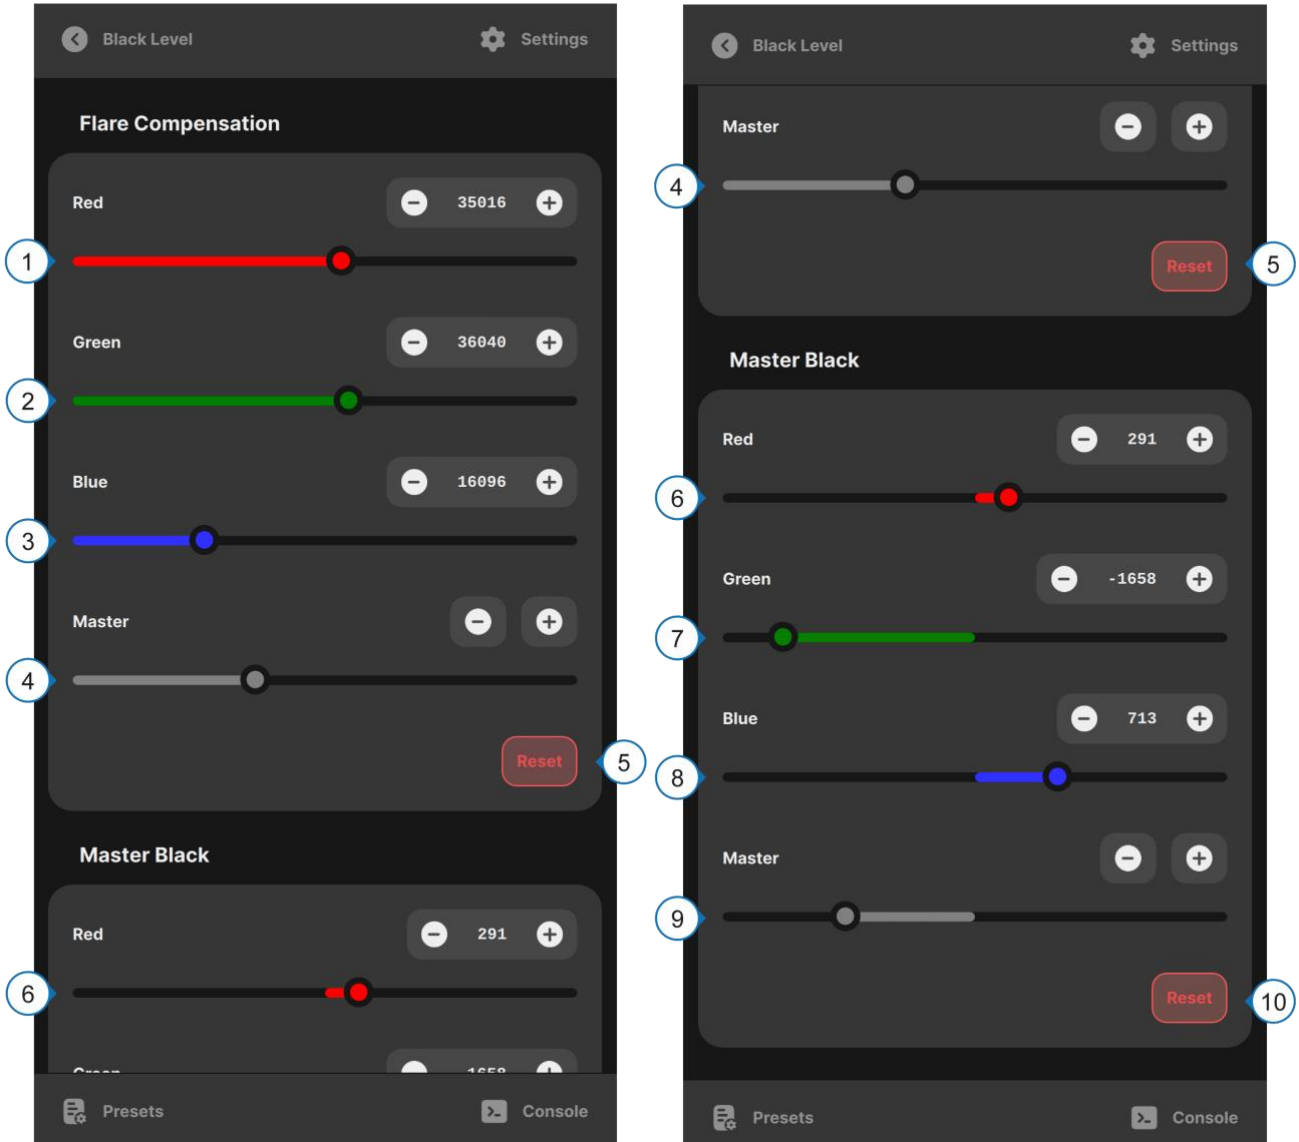 Black Level
Settings
Flare Compensation
Red
35016
1
Green
36040
2
Blue
16096
3
Master
4
Reset
5
Master Black
Red
291
6
Green
-1658
Presets
Console
Black Level
Settings
Master
4
Reset
5
Master Black
Red
291
6
Green
-1658
7
Blue
713
8
Master
9
Reset
10
Presets
Console